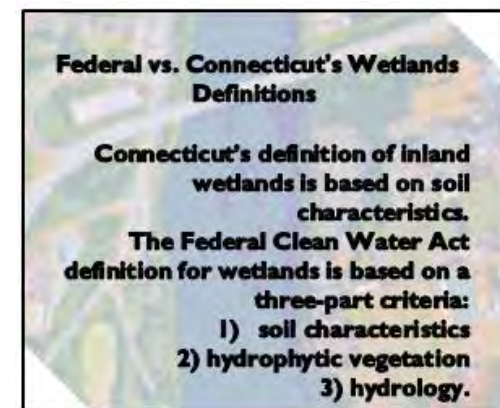 Federal vs. Connecticut's Wetlands
Definitions
Connecticut's definition of inland
wetlands is based on soil
characteristics.
The Federal Clean Water Act
definition for wetlands is based on a
three-part criteria:
1) soil characteristics
2) hydrophytic vegetation
3) hydrology.